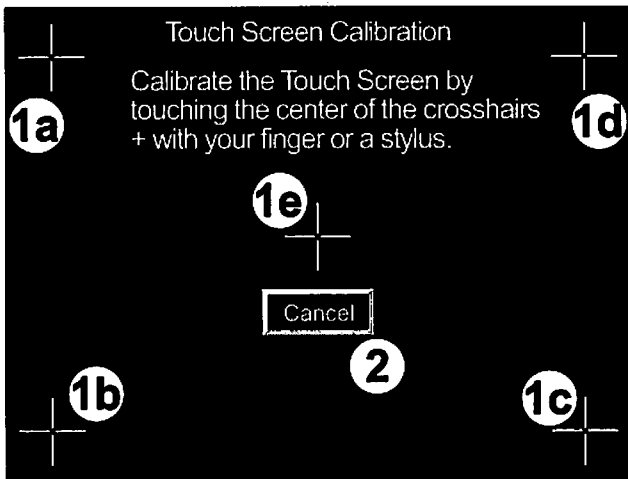 Touch Screen Calibration
Calibrate the Touch Screen by
touching the center of the crosshairs
+ with your finger or a stylus.
1a
1d
1e
Cancel
2
1b
1c